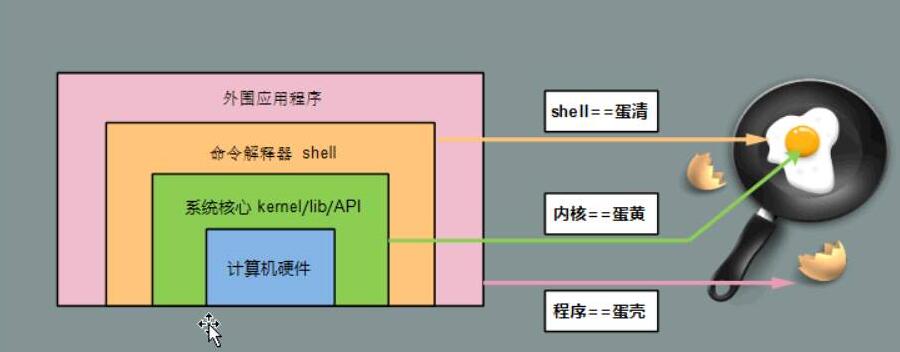 外围应用程序
shell==蛋清
命令解释器 shell
系统核心 kernel/lib/API
内核==蛋黄
计算机硬件
程序==蛋壳